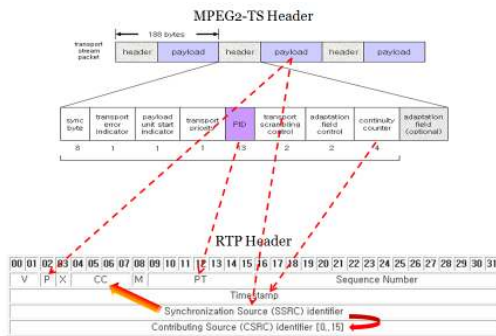 MPEG2-TS Header
188 bytes
transport stream packet
header payload header payload header payload
sync byte
transport error indicator
payload unit start indicator
transport priority
PID
transport scrambling control
adaptation field control
continuity counter
adaptation field (optional)
8 1 1 1 13 2 2 4
RTP Header
00 01 02 03 04 05 06 07 08 09 10 11 12 13 14 15 16 17 18 19 20 21 22 23 24 25 26 27 28 29 30 31
V P X CC M PT Sequence Number
Timestamp
Synchronization Source (SSRC) identifier
Contributing Source (CSRC) identifier [0..15]